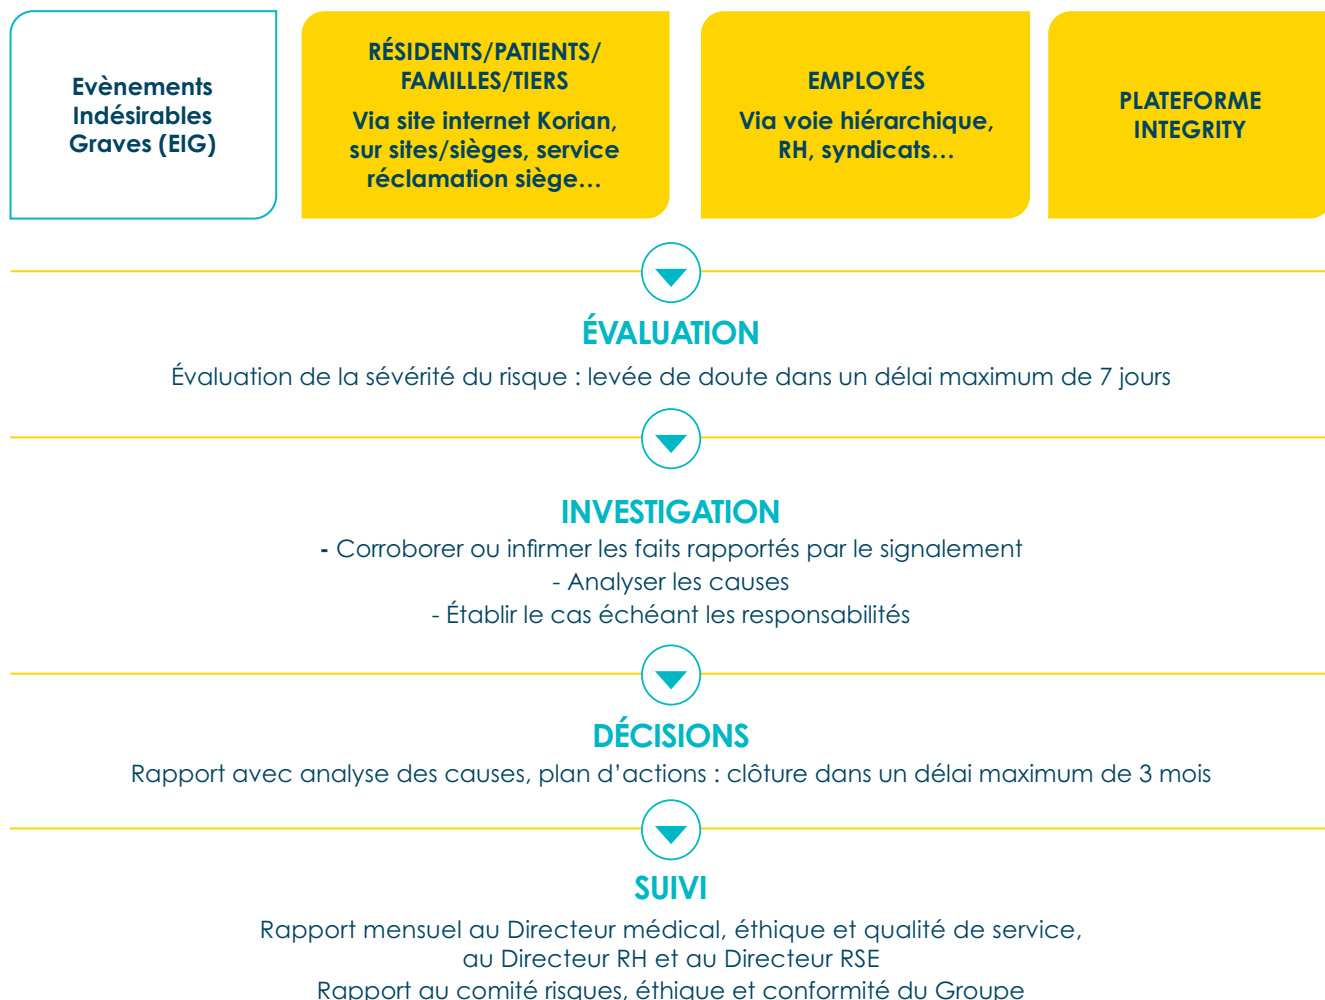 Evènements
Indésirables
Graves (EIG)
RÉSIDENTS/PATIENTS/
FAMILLES/TIERS
Via site internet Korian,
sur sites/sièges, service
réclamation siège…
EMPLOYÉS
Via voie hiérarchique,
RH, syndicats…
PLATEFORME
INTEGRITY
ÉVALUATION
Évaluation de la sévérité du risque : levée de doute dans un délai maximum de 7 jours
INVESTIGATION
- Corroborer ou infirmer les faits rapportés par le signalement
- Analyser les causes
- Établir le cas échéant les responsabilités
DÉCISIONS
Rapport avec analyse des causes, plan d’actions : clôture dans un délai maximum de 3 mois
SUIVI
Rapport mensuel au Directeur médical, éthique et qualité de service,
au Directeur RH et au Directeur RSE
Rapport au comité risques, éthique et conformité du Groupe